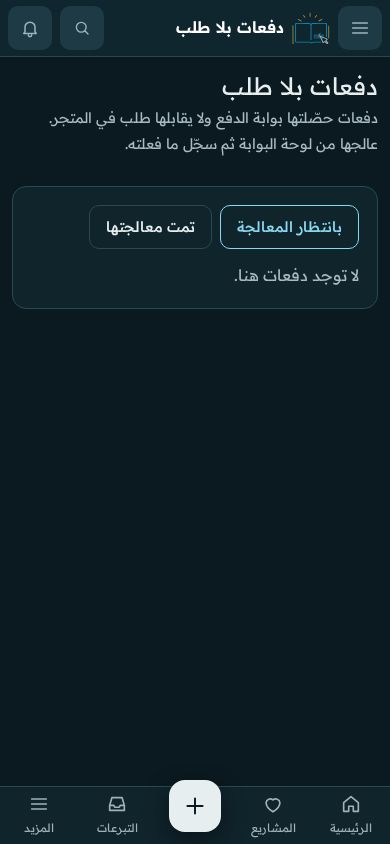 دفعات بلا طلب
دفعات بلا طلب
دفعات حصّلتها بوابة الدفع ولا يقابلها طلب في المتجر.
عالجها من لوحة البوابة ثم سجّل ما فعلته.
بانتظار المعالجة
تمت معالجتها
لا توجد دفعات هنا.
الرئيسية
المشاريع
التبرعات
المزيد